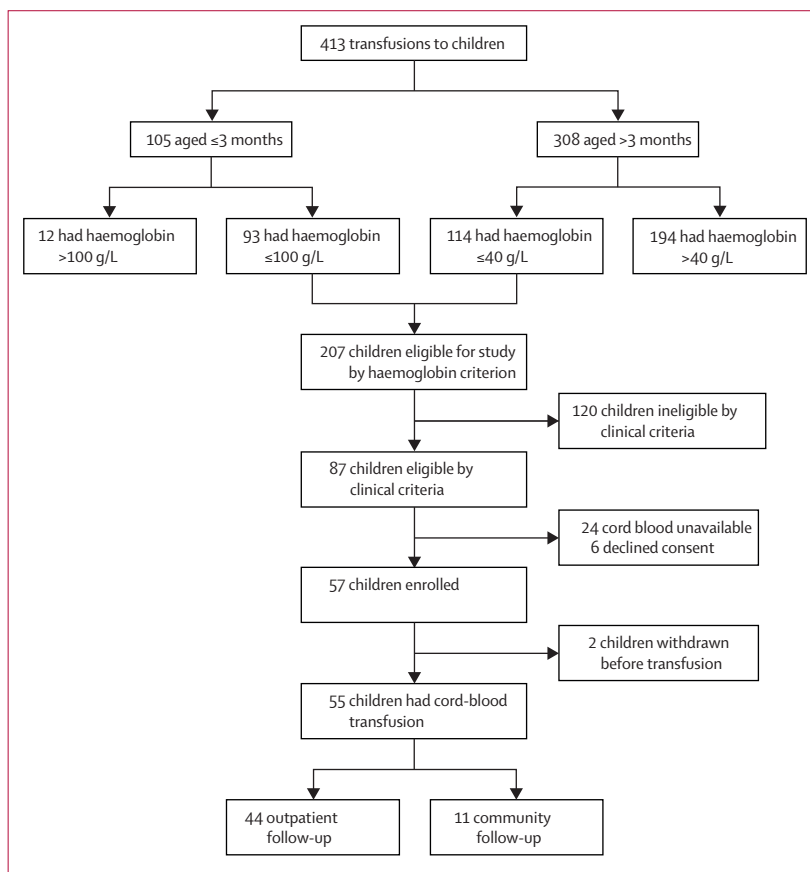 413 transfusions to children
105 aged ≤3 months
308 aged >3 months
12 had haemoglobin
>100 g/L
93 had haemoglobin
≤100 g/L
114 had haemoglobin
≤40 g/L
194 had haemoglobin
>40 g/L
207 children eligible for study
by haemoglobin criterion
120 children ineligible by
clinical criteria
87 children eligible by
clinical criteria
24 cord blood unavailable
6 declined consent
57 children enrolled
2 children withdrawn
before transfusion
55 children had cord-blood
transfusion
44 outpatient
follow-up
11 community
follow-up